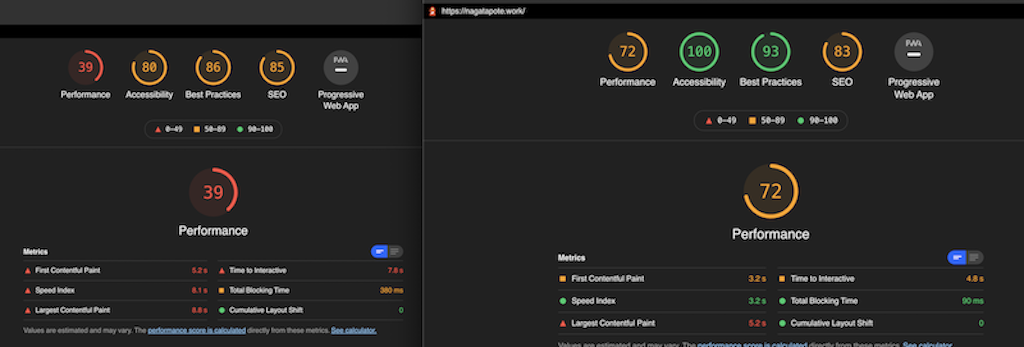 39
80
86
85
PWA
Performance
Accessibility
Best Practices
SEO
Progressive
Web App
0–49
50–89
90–100
39
Performance
Metrics
First Contentful Paint 5.2 s
Time to Interactive 7.8 s
Speed Index 8.1 s
Total Blocking Time 380 ms
Largest Contentful Paint 8.8 s
Cumulative Layout Shift 0
Values are estimated and may vary. The performance score is calculated directly from these metrics. See calculator.
https://nagatapote.work/
72
100
93
83
PWA
Performance
Accessibility
Best Practices
SEO
Progressive
Web App
0–49
50–89
90–100
72
Performance
Metrics
First Contentful Paint 3.2 s
Time to Interactive 4.8 s
Speed Index 3.2 s
Total Blocking Time 90 ms
Largest Contentful Paint 5.2 s
Cumulative Layout Shift 0
Values are estimated and may vary. The performance score is calculated directly from these metrics. See calculator.